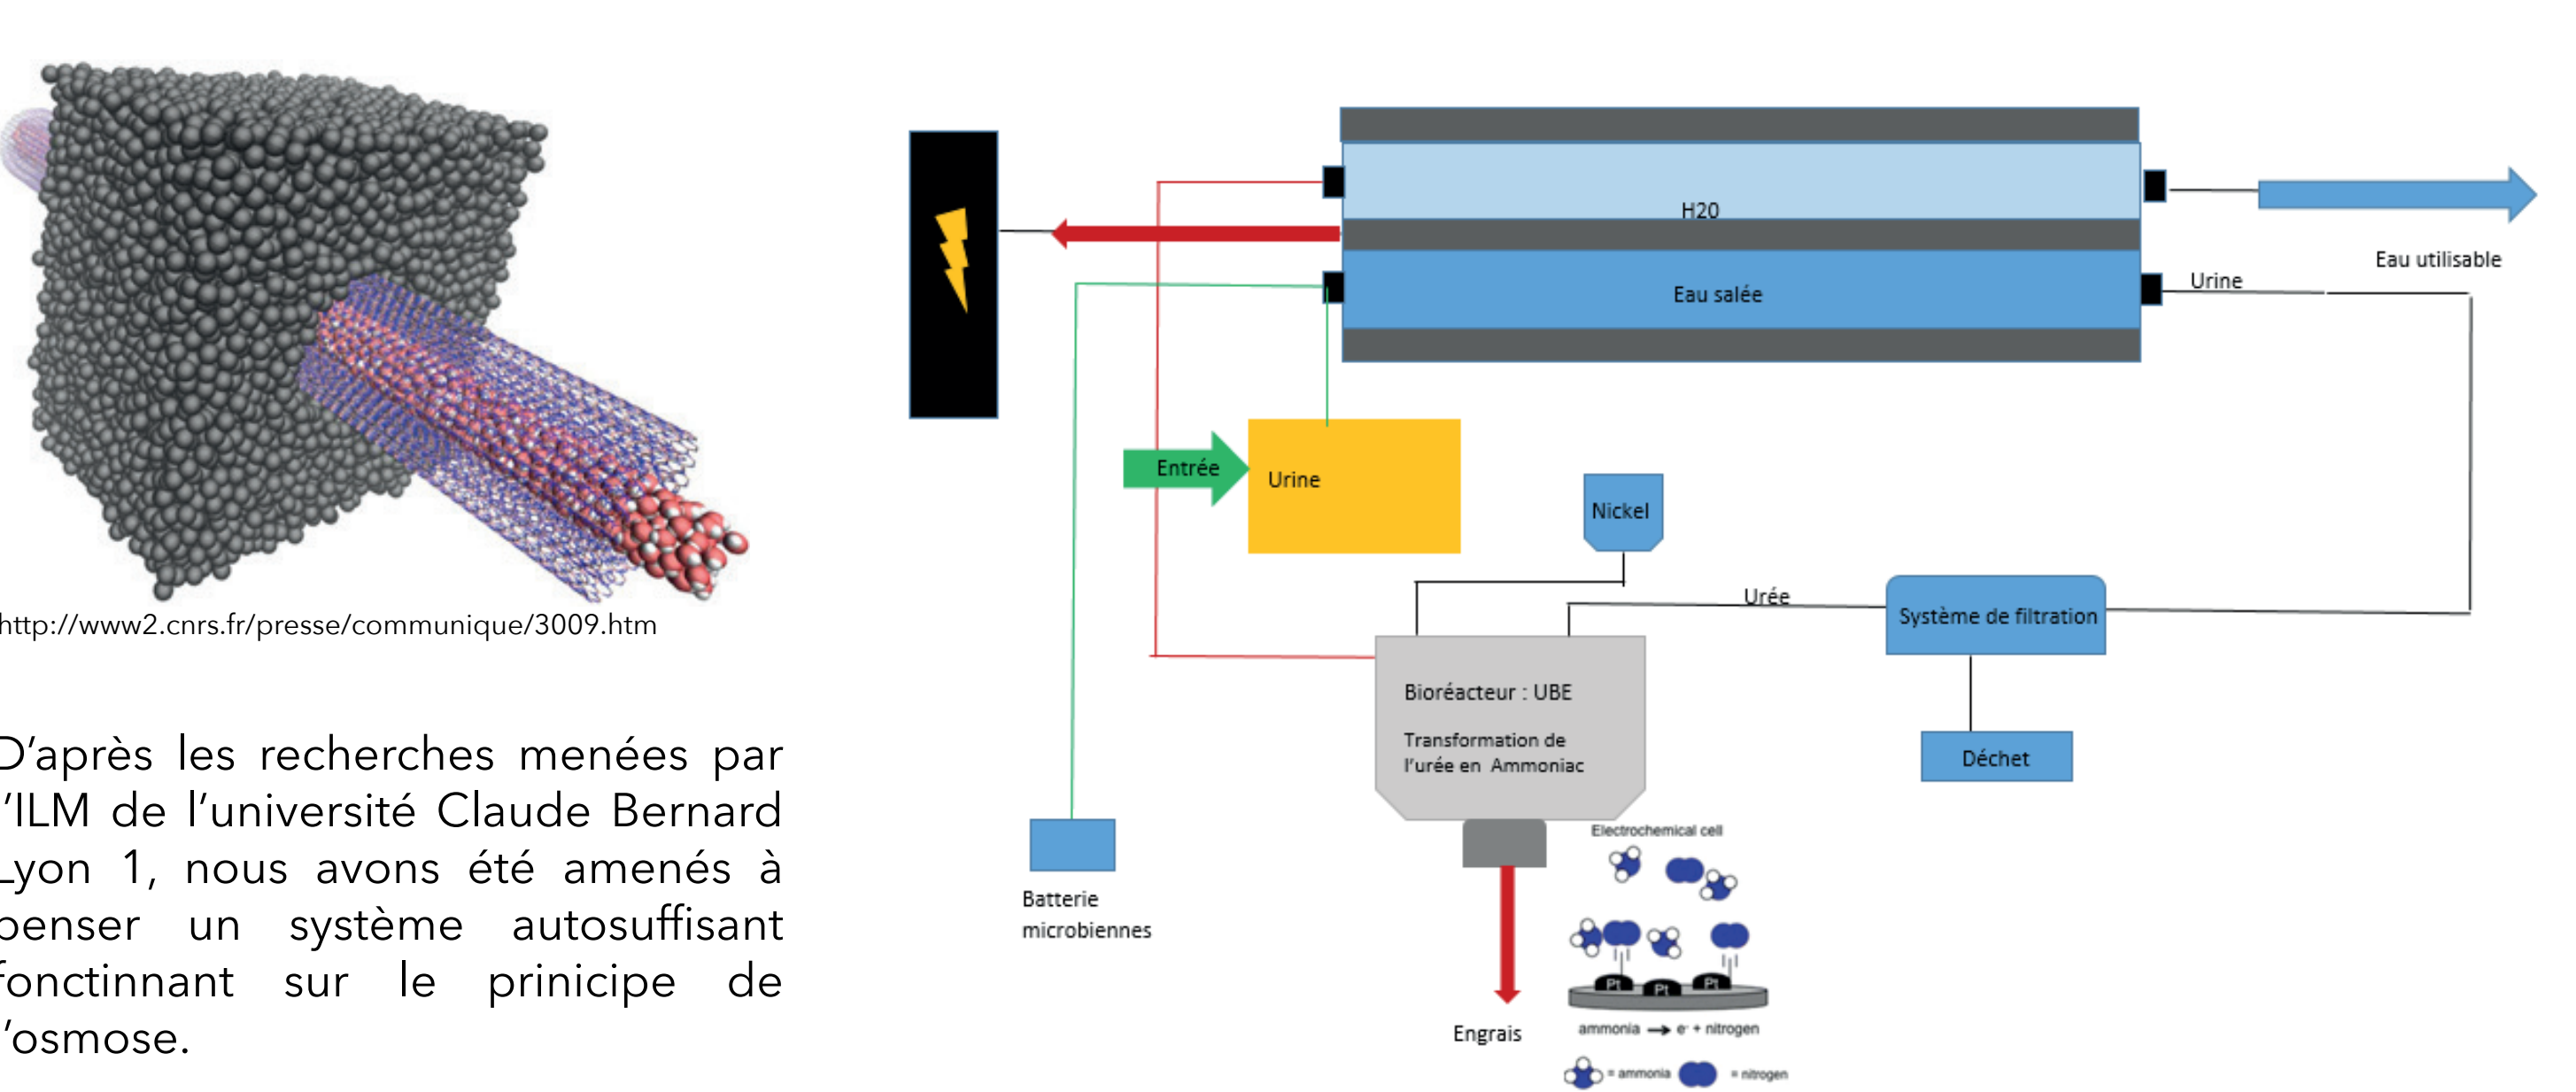 http://www2.cnrs.fr/presse/communique/3009.htm
D’après les recherches menées par
l’ILM de l’université Claude Bernard
Lyon 1, nous avons été amenés à
penser un système autosuffisant
fonctinnant sur le prinicipe de
l’osmose.
H20
Eau salée
Eau utilisable
Urine
Entrée
Urine
Nickel
Urée
Système de filtration
Déchet
Bioréacteur : UBE
Transformation de
l’urée en Ammoniac
Batterie
microbiennes
Engrais
Electrochemical cell
Pt
Pt
Pt
ammonia → e- + nitrogen
= ammonia
= nitrogen